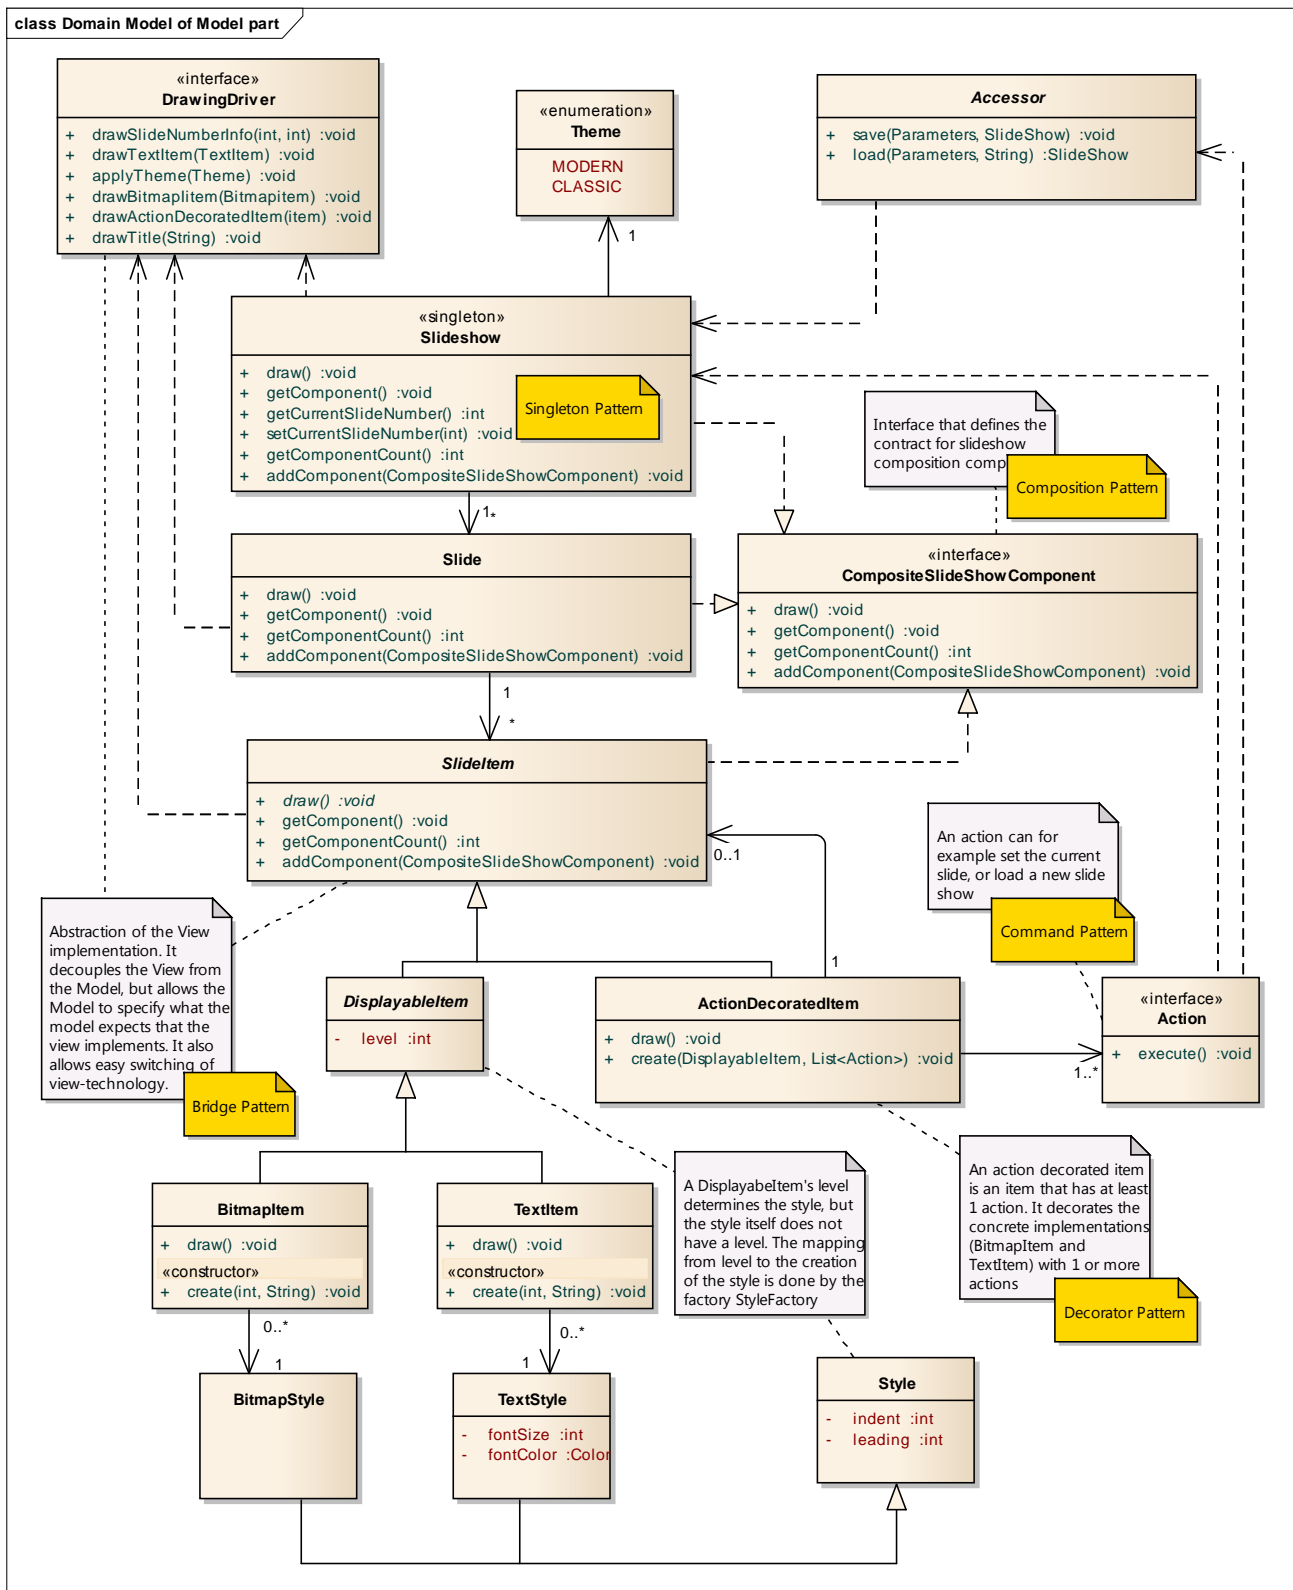 class Domain Model of Model part
«interface»
DrawingDriver
+ drawSlideNumberInfo(int, int) :void
+ drawTextItem(TextItem) :void
+ applyTheme(Theme) :void
+ drawBitmapIitem(Bitmapitem) :void
+ drawActionDecoratedItem(item) :void
+ drawTitle(String) :void
«enumeration»
Theme
MODERN
CLASSIC
Accessor
+ save(Parameters, SlideShow) :void
+ load(Parameters, String) :SlideShow
1
«singleton»
Slideshow
+ draw() :void
+ getComponent() :void
+ getCurrentSlideNumber() :int
+ setCurrentSlideNumber(int) :void
+ getComponentCount() :int
+ addComponent(CompositeSlideShowComponent) :void
Singleton Pattern
Interface that defines the
contract for slideshow
composition comp
Composition Pattern
1
*
Slide
+ draw() :void
+ getComponent() :void
+ getComponentCount() :int
+ addComponent(CompositeSlideShowComponent) :void
«interface»
CompositeSlideShowComponent
+ draw() :void
+ getComponent() :void
+ getComponentCount() :int
+ addComponent(CompositeSlideShowComponent) :void
1
*
SlideItem
+ draw() :void
+ getComponent() :void
+ getComponentCount() :int
+ addComponent(CompositeSlideShowComponent) :void
0..1
1
An action can for
example set the current
slide, or load a new slide
show
Command Pattern
Abstraction of the View
implementation. It
decouples the View from
the Model, but allows the
Model to specify what the
model expects that the
view implements. It also
allows easy switching of
view-technology.
Bridge Pattern
DisplayableItem
- level :int
ActionDecoratedItem
+ draw() :void
+ create(DisplayableItem, List<Action>) :void
1..*
«interface»
Action
+ execute() :void
BitmapItem
+ draw() :void
«constructor»
+ create(int, String) :void
TextItem
+ draw() :void
«constructor»
+ create(int, String) :void
A DisplayabeItem's level
determines the style, but
the style itself does not
have a level. The mapping
from level to the creation
of the style is done by the
factory StyleFactory
An action decorated item
is an item that has at least
1 action. It decorates the
concrete implementations
(BitmapItem and
TextItem) with 1 or more
actions
Decorator Pattern
0..*
1
0..*
1
BitmapStyle
TextStyle
- fontSize :int
- fontColor :Color
Style
- indent :int
- leading :int